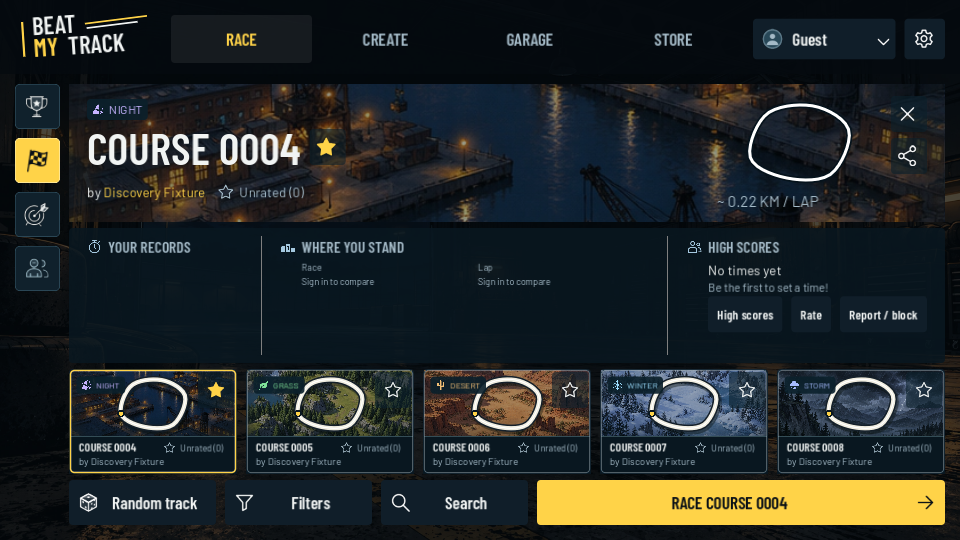 BEAT
MY TRACK
RACE
CREATE
GARAGE
STORE
Guest
NIGHT
COURSE 0004
by Discovery Fixture
Unrated (0)
~ 0.22 KM / LAP
YOUR RECORDS
WHERE YOU STAND
Race
Sign in to compare
Lap
Sign in to compare
HIGH SCORES
No times yet
Be the first to set a time!
High scores
Rate
Report / block
NIGHT
COURSE 0004
Unrated (0)
by Discovery Fixture
GRASS
COURSE 0005
Unrated (0)
by Discovery Fixture
DESERT
COURSE 0006
Unrated (0)
by Discovery Fixture
WINTER
COURSE 0007
Unrated (0)
by Discovery Fixture
STORM
COURSE 0008
Unrated (0)
by Discovery Fixture
Random track
Filters
Search
RACE COURSE 0004